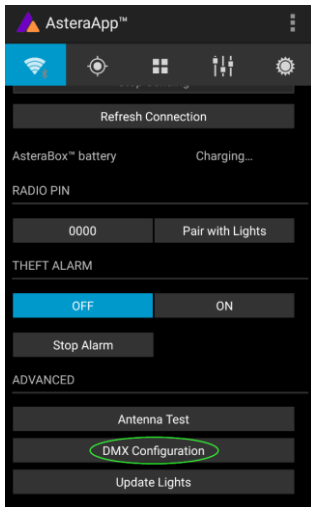 AsteraApp™
Refresh Connection
AsteraBox™ battery Charging…
RADIO PIN
0000 Pair with Lights
THEFT ALARM
OFF ON
Stop Alarm
ADVANCED
Antenna Test
DMX Configuration
Update Lights